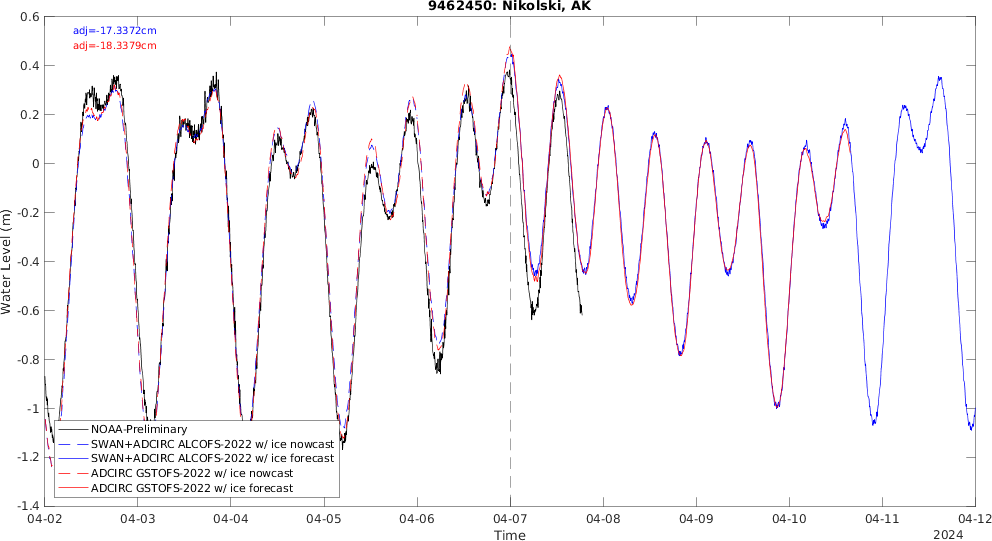 9462450: Nikolski, AK
adj=-17.3372cm
adj=-18.3379cm
Water Level (m)
0.6
0.4
0.2
0
-0.2
-0.4
-0.6
-0.8
-1
-1.2
-1.4
NOAA-Preliminary
SWAN+ADCIRC ALCOFS-2022 w/ ice nowcast
SWAN+ADCIRC ALCOFS-2022 w/ ice forecast
ADCIRC GSTOFS-2022 w/ ice nowcast
ADCIRC GSTOFS-2022 w/ ice forecast
04-02 04-03 04-04 04-05 04-06 04-07 04-08 04-09 04-10 04-11 04-12
Time
2024